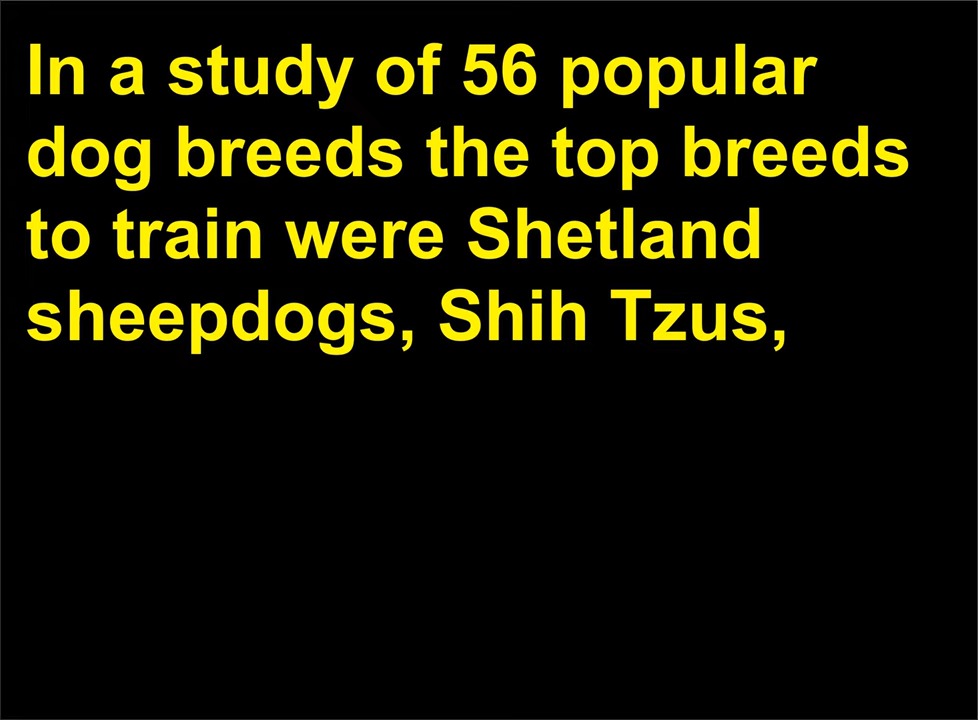 In a study of 56 popular
dog breeds the top breeds
to train were Shetland
sheepdogs, Shih Tzus,